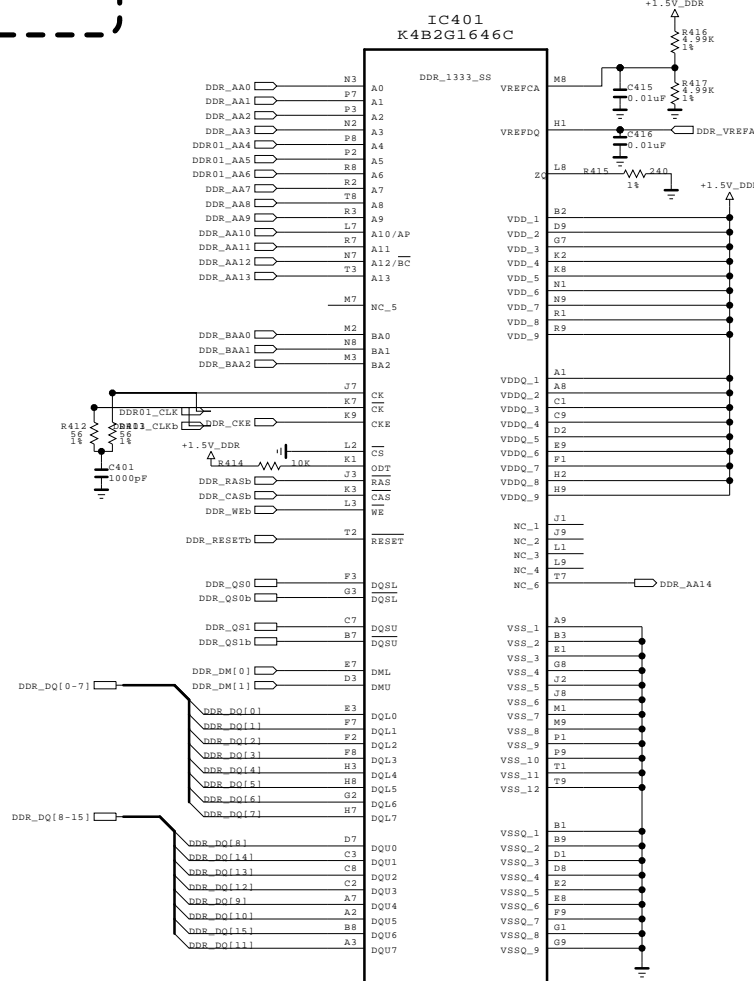 +1.5V_DDR
IC401
K4B2G1646C
R416
4.99K
1%
DDR_1333_SS
R417
4.99K
1%
C415
0.01uF
DDR_AA0 N3 A0
VREFCA M8
DDR_AA1 P7 A1
DDR_AA2 P3 A2
DDR_AA3 N2 A3
VREFDQ H1
DDR_VREFA
C416
0.01uF
DDR01_AA4 P8 A4
DDR01_AA5 P2 A5
DDR01_AA6 R8 A6
ZQ L8
R415 240
1%
+1.5V_DDR
DDR_AA7 R2 A7
DDR_AA8 T8 A8
DDR_AA9 R3 A9
DDR_AA10 L7 A10/AP
DDR_AA11 R7 A11
DDR_AA12 N7 A12/BC
DDR_AA13 T3 A13
M7 NC_5
DDR_BAA0 M2 BA0
DDR_BAA1 N8 BA1
DDR_BAA2 M3 BA2
VDD_1 B2
VDD_2 D9
VDD_3 G7
VDD_4 K2
VDD_5 K8
VDD_6 N1
VDD_7 N9
VDD_8 R1
VDD_9 R9
J7 CK
K7 CK
K9 CKE
DDR01_CLK
DDR01_CLKb
DDR_CKE
R412
56
1%
R413
56
1%
C401
1000pF
+1.5V_DDR
L2 CS
R414 10K
K1 ODT
DDR_RASb J3 RAS
DDR_CASb K3 CAS
DDR_WEb L3 WE
DDR_RESETb T2 RESET
VDDQ_1 A1
VDDQ_2 A8
VDDQ_3 C1
VDDQ_4 C9
VDDQ_5 D2
VDDQ_6 E9
VDDQ_7 F1
VDDQ_8 H2
VDDQ_9 H9
NC_1 J1
NC_2 J9
NC_3 L1
NC_4 L9
NC_6 T7 DDR_AA14
DDR_QS0 F3 DQSL
DDR_QS0b G3 DQSL
DDR_QS1 C7 DQSU
DDR_QS1b B7 DQSU
DDR_DM[0] E7 DML
DDR_DM[1] D3 DMU
VSS_1 A9
VSS_2 B3
VSS_3 E1
VSS_4 G8
VSS_5 J2
VSS_6 J8
VSS_7 M1
VSS_8 M9
VSS_9 P1
VSS_10 P9
VSS_11 T1
VSS_12 T9
DDR_DQ[0-7]
DDR_DQ[0] E3 DQL0
DDR_DQ[1] F7 DQL1
DDR_DQ[2] F2 DQL2
DDR_DQ[3] F8 DQL3
DDR_DQ[4] H3 DQL4
DDR_DQ[5] H8 DQL5
DDR_DQ[6] G2 DQL6
DDR_DQ[7] H7 DQL7
DDR_DQ[8-15]
DDR_DQ[8] D7 DQU0
DDR_DQ[14] C3 DQU1
DDR_DQ[13] C8 DQU2
DDR_DQ[12] C2 DQU3
DDR_DQ[9] A7 DQU4
DDR_DQ[10] A2 DQU5
DDR_DQ[15] B8 DQU6
DDR_DQ[11] A3 DQU7
VSSQ_1 B1
VSSQ_2 B9
VSSQ_3 D1
VSSQ_4 D8
VSSQ_5 E2
VSSQ_6 E8
VSSQ_7 F9
VSSQ_8 G1
VSSQ_9 G9